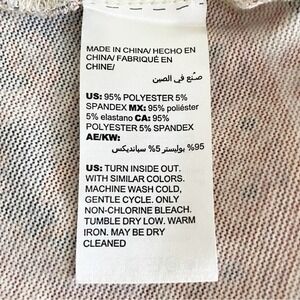 MADE IN CHINA/ HECHO EN
CHINA/ FABRIQUÉ EN
CHINE/
صنع في الصين
US: 95% POLYESTER 5%
SPANDEX MX: 95% poliéster
5% elastano CA: 95%
POLYESTER 5% SPANDEX
AE/KW:
95% بوليستر 5% سبانديكس
US: TURN INSIDE OUT.
WITH SIMILAR COLORS.
MACHINE WASH COLD,
GENTLE CYCLE. ONLY
NON-CHLORINE BLEACH.
TUMBLE DRY LOW. WARM
IRON. MAY BE DRY
CLEANED